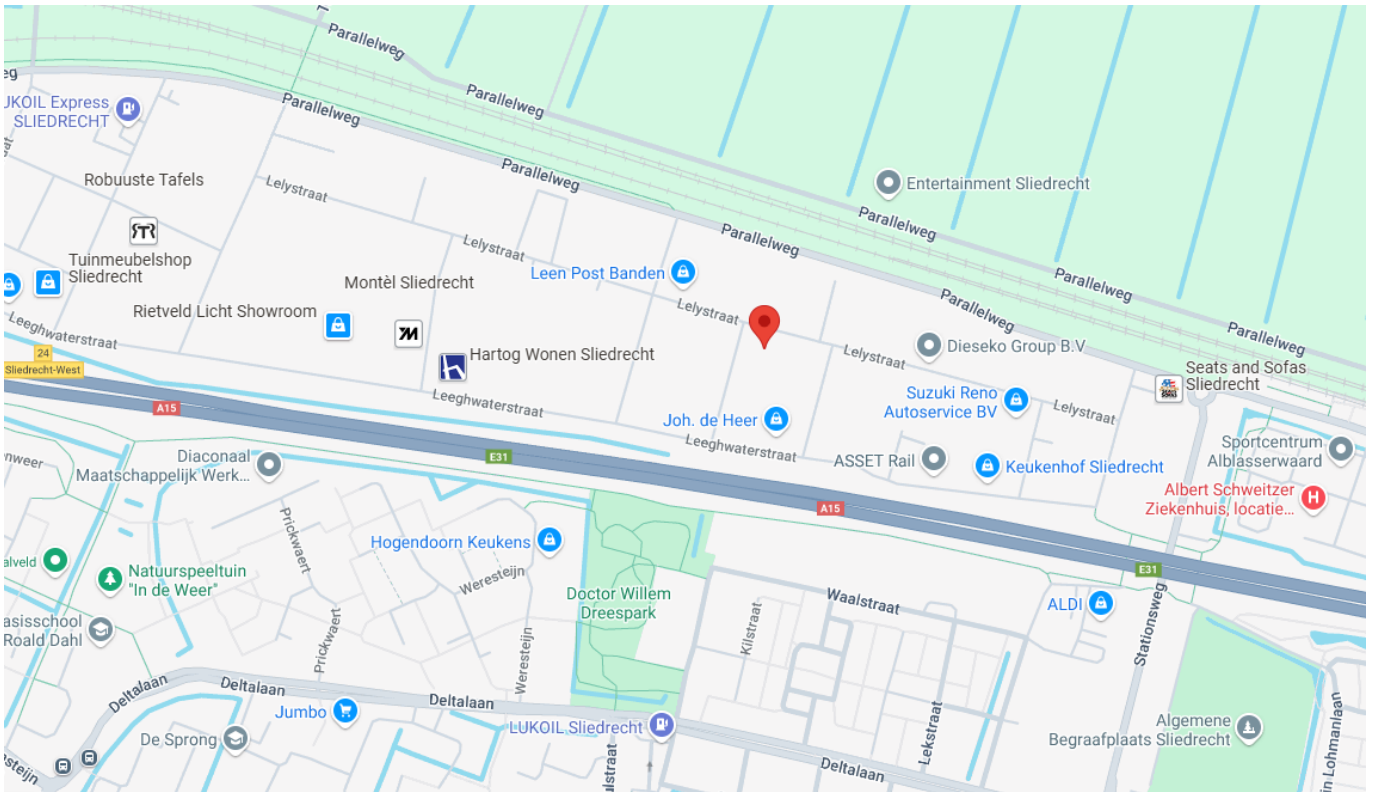 Parallelweg
Parallelweg
Parallelweg
Parallelweg
LUKOIL Express
SLIEDRECHT
Robuuste Tafels
Lelystraat
Entertainment Sliedrecht
Parallelweg
Parallelweg
Tuinmeubelshop
Sliedrecht
Lelystraat
Leen Post Banden
Parallelweg
Montèl Sliedrecht
Rietveld Licht Showroom
Lelystraat
Parallelweg
Parallelweg
Leeghwaterstraat
24
Sliedrecht-West
Hartog Wonen Sliedrecht
Lelystraat
Dieseko Group B.V
Seats and Sofas
Sliedrecht
A15
Leeghwaterstraat
Joh. de Heer
Suzuki Reno
Autoservice BV
Lelystraat
Leeghwaterstraat
E31
Diaconaal
Maatschappelijk Werk...
ASSET Rail
Keukenhof Sliedrecht
Sportcentrum
Alblasserwaard
Albert Schweitzer
Ziekenhuis, locatie...
H
A15
Prickwaert
Hogendoorn Keukens
Weresteijn
Natuurspeeltuin
"In de Weer"
Doctor Willem
Dreespark
Waalstraat
E31
ALDI
Roald Dahl
Prickwaert
Weresteijn
Kilstraat
Stationsweg
Deltalaan
Deltalaan
Deltalaan
Jumbo
De Sprong
LUKOIL Sliedrecht
Lekstraat
Deltalaan
Algemene
Begraafplaats Sliedrecht
Lohmanlaan